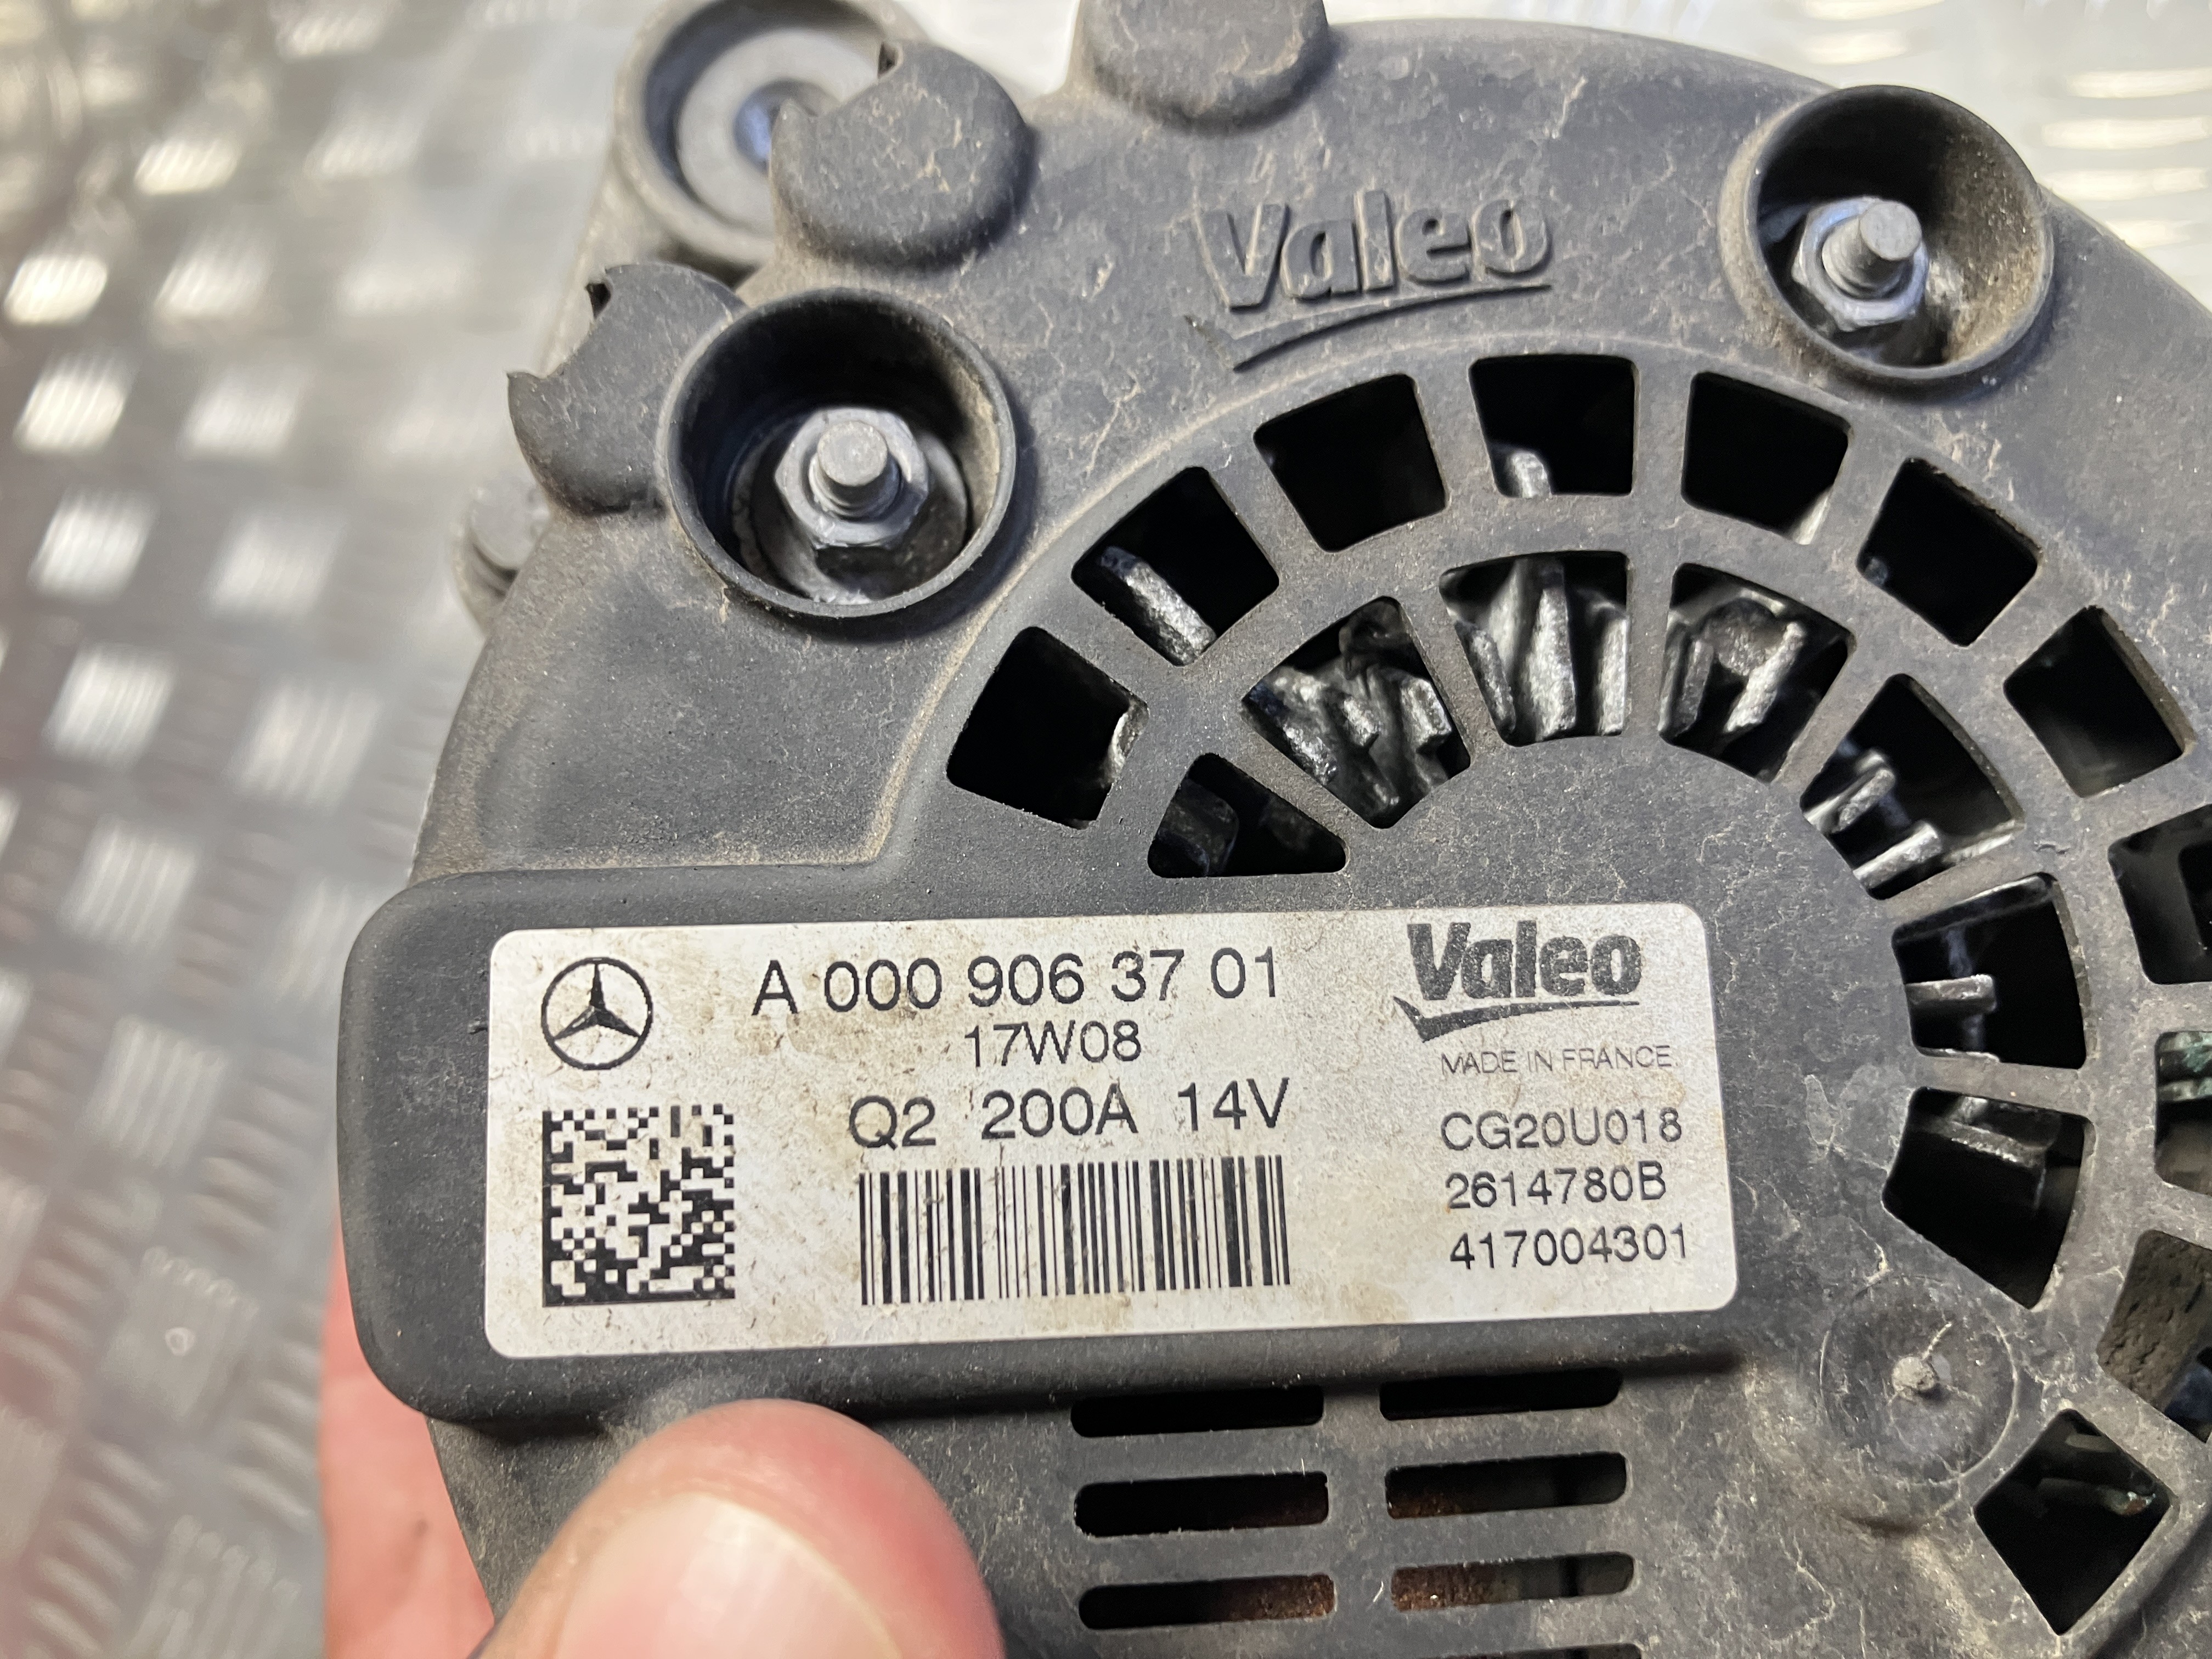 Valeo
A 000 906 37 01
17W08
Q2 200A 14V
Valeo
MADE IN FRANCE
CG20U018
2614780B
417004301